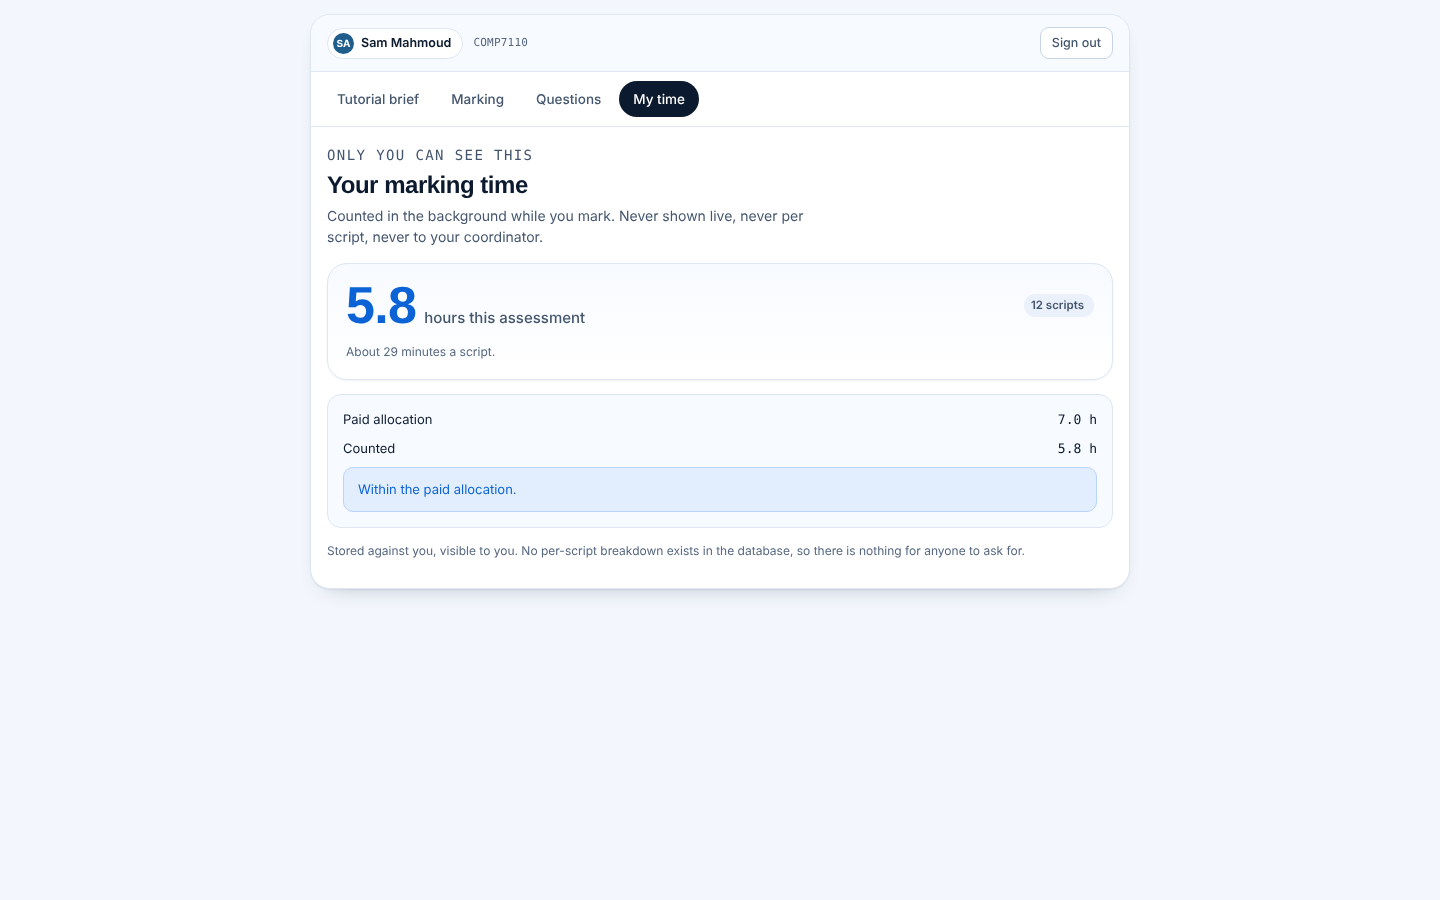 SA Sam Mahmoud COMP7110 Sign out
Tutorial brief Marking Questions My time
ONLY YOU CAN SEE THIS
Your marking time
Counted in the background while you mark. Never shown live, never per
script, never to your coordinator.
5.8 hours this assessment 12 scripts
About 29 minutes a script.
Paid allocation 7.0 h
Counted 5.8 h
Within the paid allocation.
Stored against you, visible to you. No per-script breakdown exists in the database, so there is nothing for anyone to ask for.